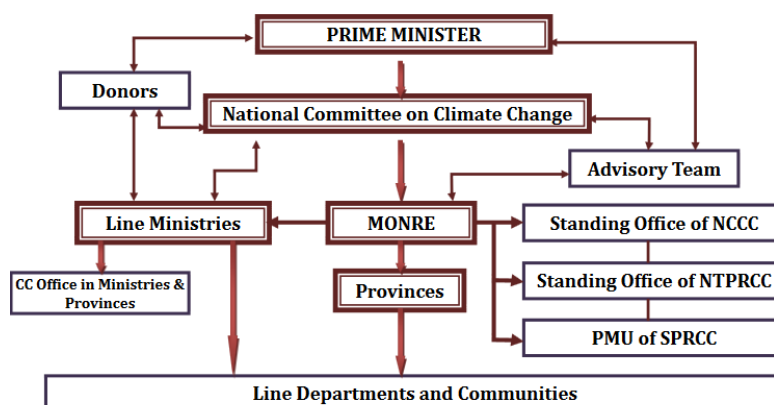 PRIME MINISTER
Donors
National Committee on Climate Change
Advisory Team
Line Ministries
MONRE
Standing Office of NCCC
CC Office in Ministries &
Provinces
Provinces
Standing Office of NTPRCC
PMU of SPRCC
Line Departments and Communities